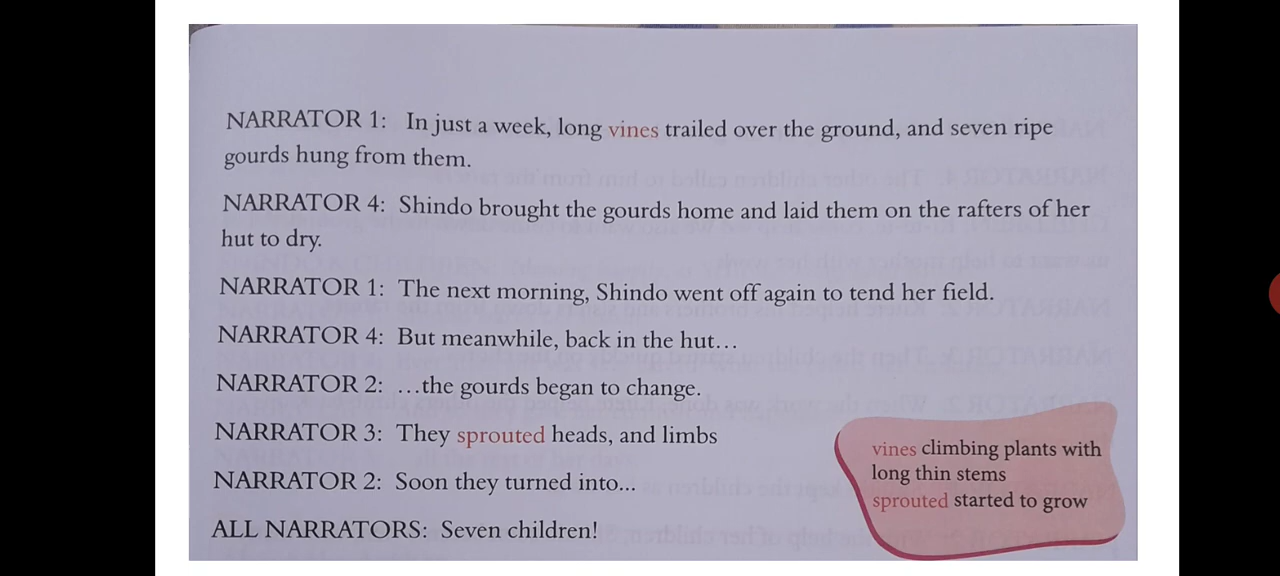 NARRATOR 1: In just a week, long vines trailed over the ground, and seven ripe
gourds hung from them.
NARRATOR 4: Shindo brought the gourds home and laid them on the rafters of her
hut to dry.
NARRATOR 1: The next morning, Shindo went off again to tend her field.
NARRATOR 4: But meanwhile, back in the hut…
NARRATOR 2: …the gourds began to change.
NARRATOR 3: They sprouted heads, and limbs
NARRATOR 2: Soon they turned into...
ALL NARRATORS: Seven children!
vines climbing plants with
long thin stems
sprouted started to grow